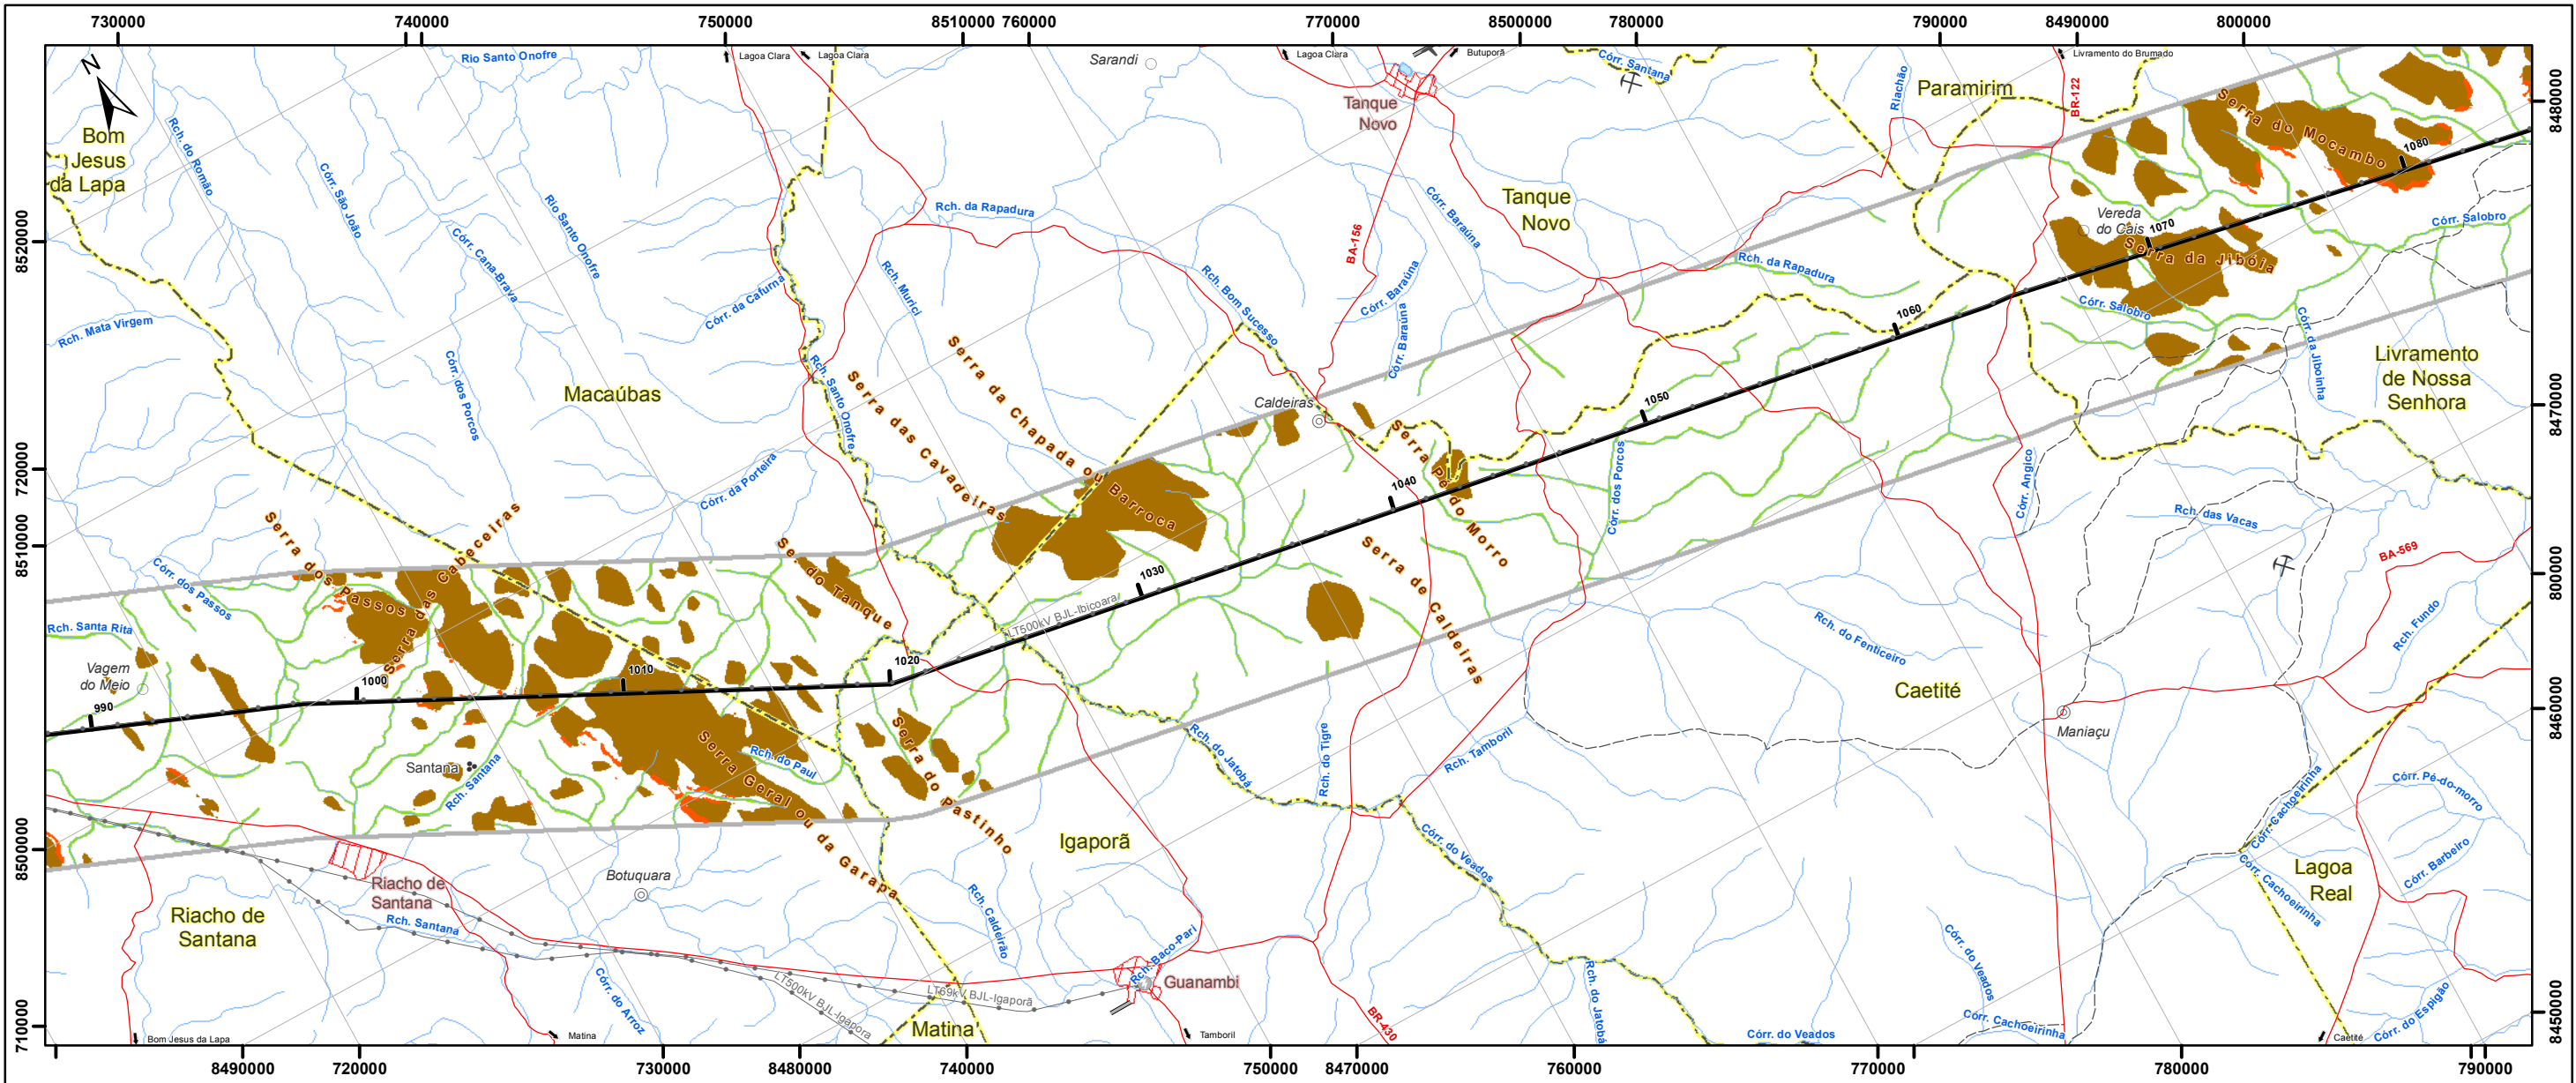 730000
740000
750000
8510000
760000
770000
8500000
780000
790000
8490000
800000
N
Rio Santo Onofre
Lagoa Clara
Lagoa Clara
Sarandi
Lagoa Clara
Butuporã
Córr. Santana
Riachão
Paramirim
BR-122
Livramento do Brumado
8480000
Bom
Jesus
da Lapa
Rch. do Romão
Córr. São João
Rio Santo Onofre
Córr. Cana-Brava
Tanque
Novo
Serra do Mocambo
1080
8520000
Rch. da Rapadura
BA-156
Córr. Baraúna
Tanque
Novo
Vereda
do Cais
1070
Serra da Jibóia
Córr. Salobro
Rch. Mata Virgem
Córr. da Cafurna
Rch. Murici
Rch. Bom Sucesso
Córr. Baraúna
Córr. Baraúna
Rch. da Rapadura
1060
Córr. Salobro
Córr. da Jiboinha
Livramento
de Nossa
Senhora
Córr. dos Porcos
Macaúbas
Rch. Santo Onofre
Serra das Cavadeiras
Serra da Chapada ou Barroca
Caldeiras
1050
8470000
720000
Córr. da Porteira
Serra Pé do Morro
1040
Córr. dos Porcos
Córr. Angico
Rch. das Vacas
BA-569
8510000
Serra dos Passos
Serra das Cabeceiras
Se. do Tanque
1030
Serra de Caldeiras
800000
Córr. dos Passos
Rch. Santa Rita
LT500kV BJL-Ibicoara
Rch. do Fenticeiro
Rch. Fundo
Vagem
do Meio
990
1000
1010
1020
Caetité
8460000
Serra do Pastinho
Rch. do Jatobá
Rch. do Tigre
Rch. Tamboril
Maniaçu
Santana
Rch. Santana
Rch. do Paul
Serra Geral ou da Garapa
Córr. Cachoeirinha
Córr. Pé-do-morro
8500000
Igaporã
Córr. do Veados
Córr. Cachoeirinha
Lagoa
Real
Córr. Barbeiro
Botuquara
Riacho de
Santana
Riacho de
Santana
Rch. Santana
Rch. Caldeirão
Rch. Baco-Pari
Guanambi
Córr. do Veados
Córr. do Arroz
LT500kV BJL-Igapora
LT69kV BJL-Igaporã
Rch. do Jatobá
Córr. do Espigão
710000
Bom Jesus da Lapa
Matina
Matina
Tamboril
BR-430
Córr. do Veados
Córr. Cachoeirinha
Caetité
8450000
8490000
720000
730000
8480000
740000
750000
8470000
760000
770000
780000
790000